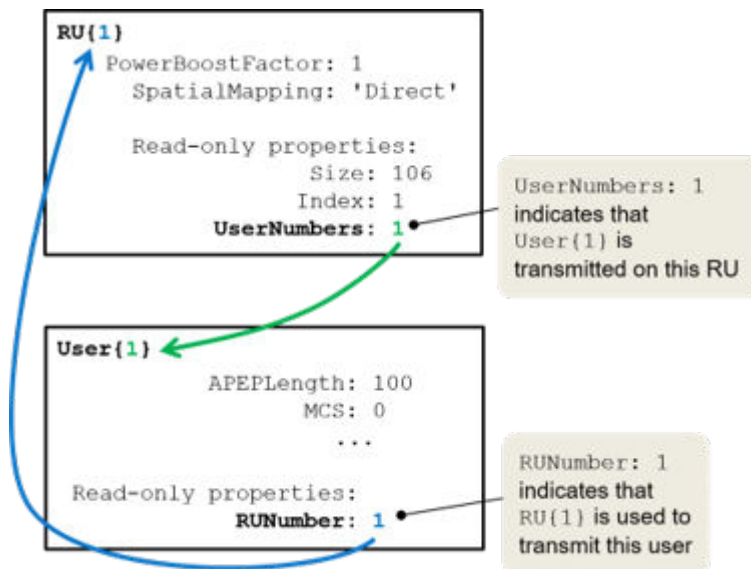 RU{1}
PowerBoostFactor: 1
SpatialMapping: 'Direct'
Read-only properties:
Size: 106
Index: 1
UserNumbers: 1
UserNumbers: 1
indicates that
User{1} is
transmitted on this RU
User{1}
APEPLength: 100
MCS: 0
...
Read-only properties:
RUNumber: 1
RUNumber: 1
indicates that
RU{1} is used to
transmit this user